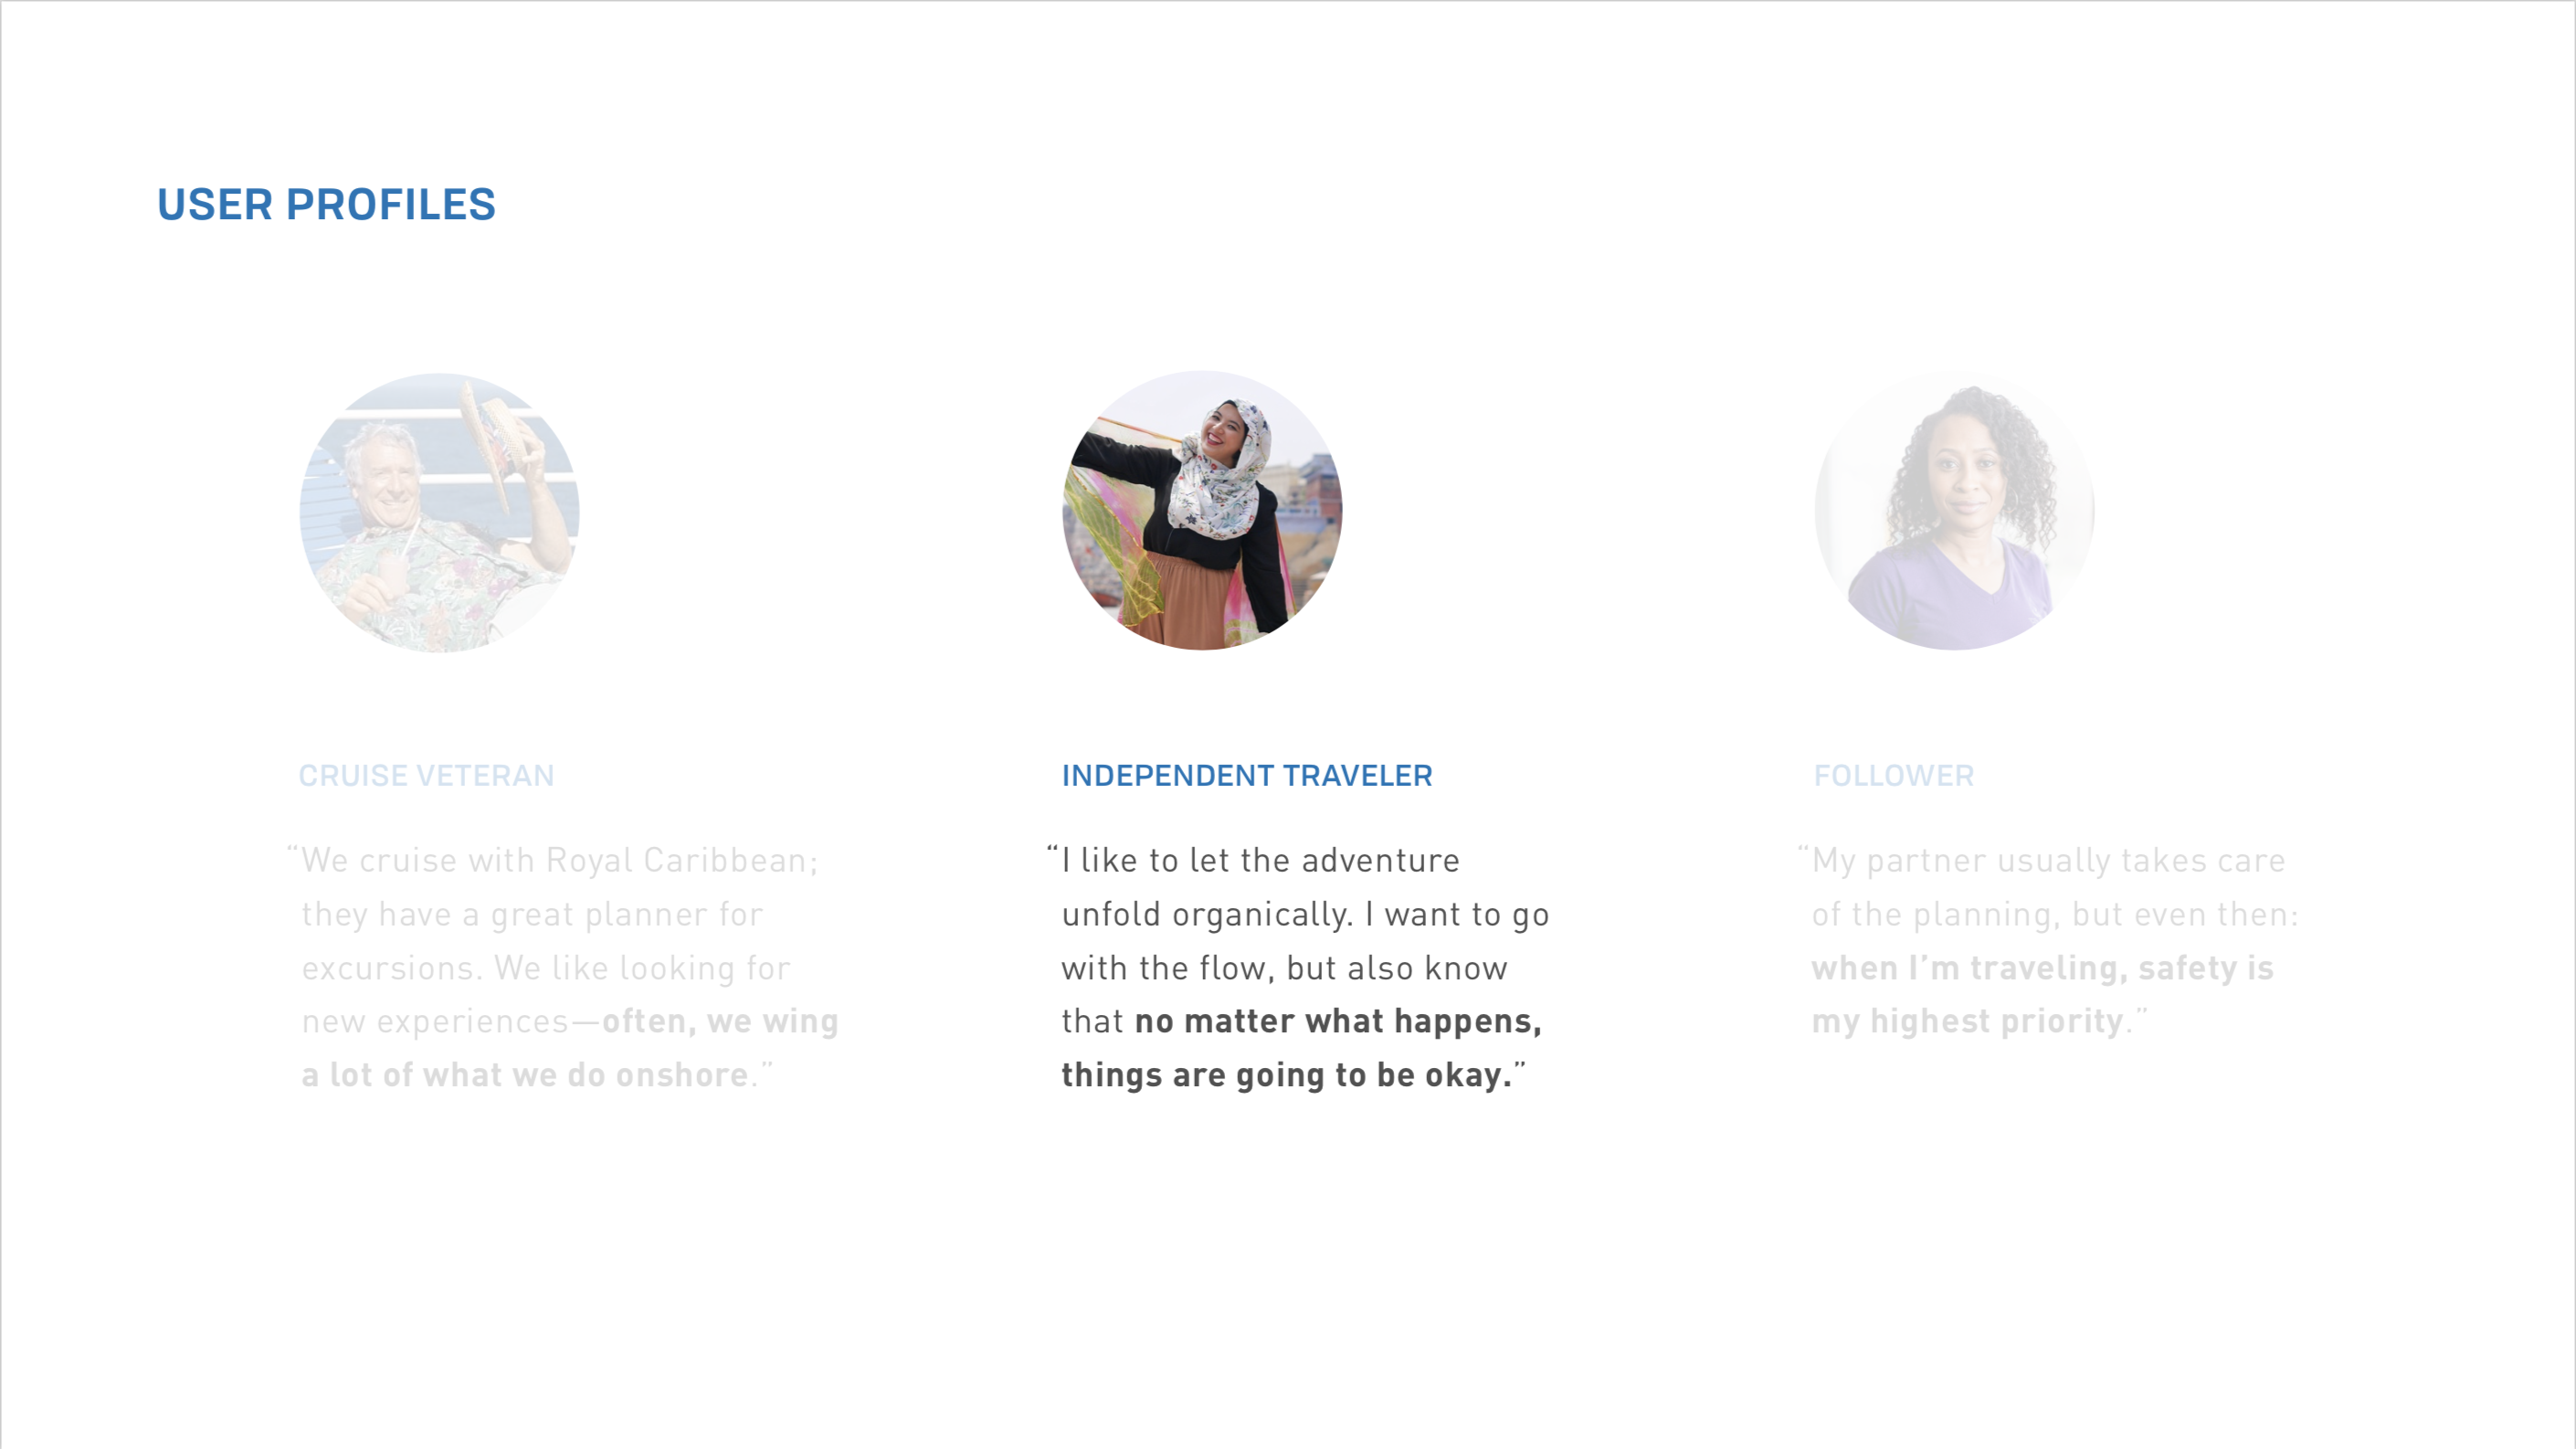 USER PROFILES
CRUISE VETERAN
“We cruise with Royal Caribbean;
they have a great planner for
excursions. We like looking for
new experiences—often, we wing
a lot of what we do onshore.”
INDEPENDENT TRAVELER
“I like to let the adventure
unfold organically. I want to go
with the flow, but also know
that no matter what happens,
things are going to be okay.”
FOLLOWER
“My partner usually takes care
of the planning, but even then:
when I’m traveling, safety is
my highest priority.”